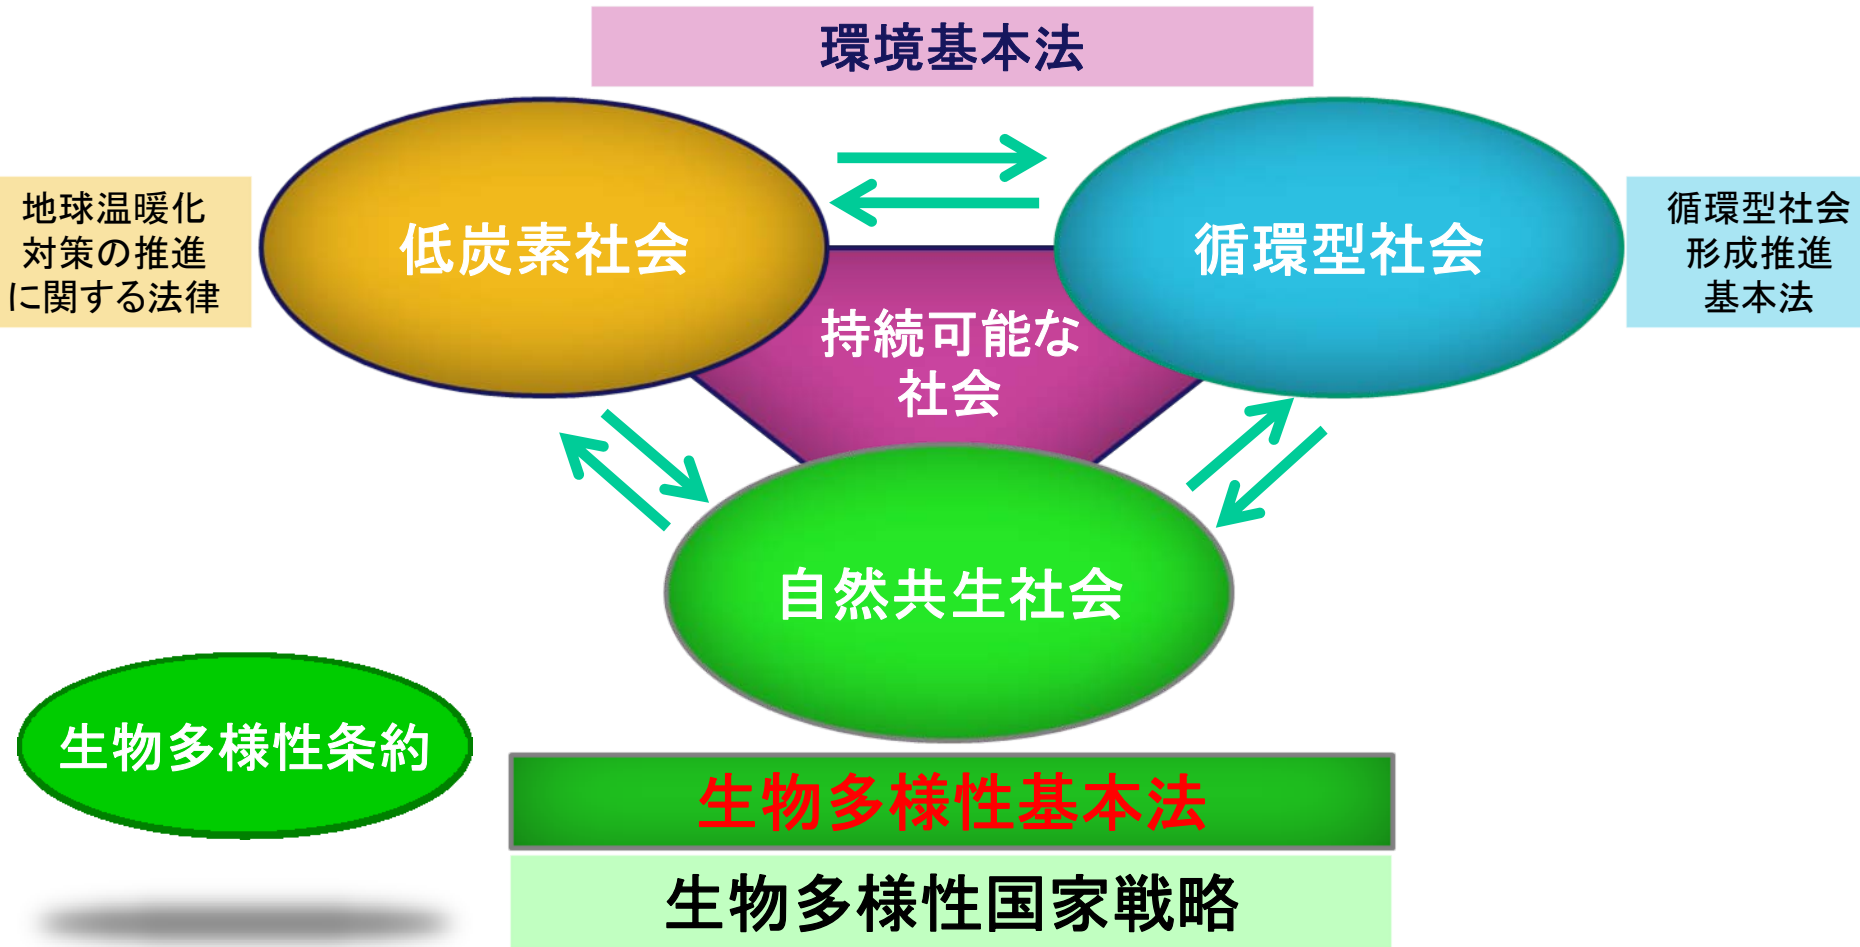 環境基本法
低炭素社会
循環型社会
地球温暖化
対策の推進
に関する法律
循環型社会
形成推進
基本法
持続可能な
社会
自然共生社会
生物多様性条約
生物多様性基本法
生物多様性国家戦略